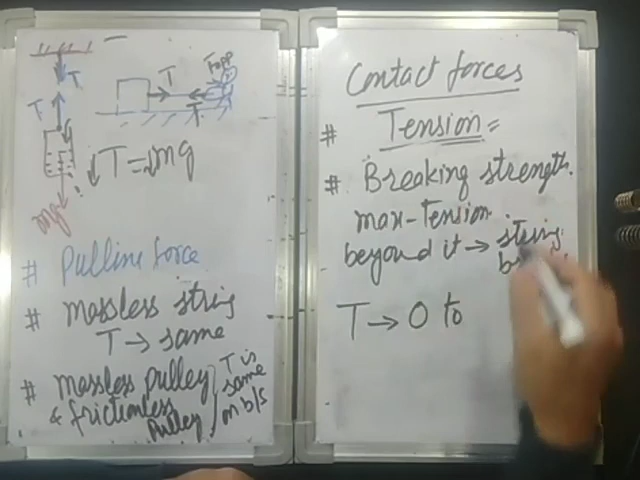 T
T
T
T
T = mg
mg
# Pulling force
# Massless string
T → same
# Massless pulley
& frictionless
pulley
T is
same
on b/s
Contact forces
# Tension =
# Breaking strength.
max-Tension
beyond it → string
T → 0 to